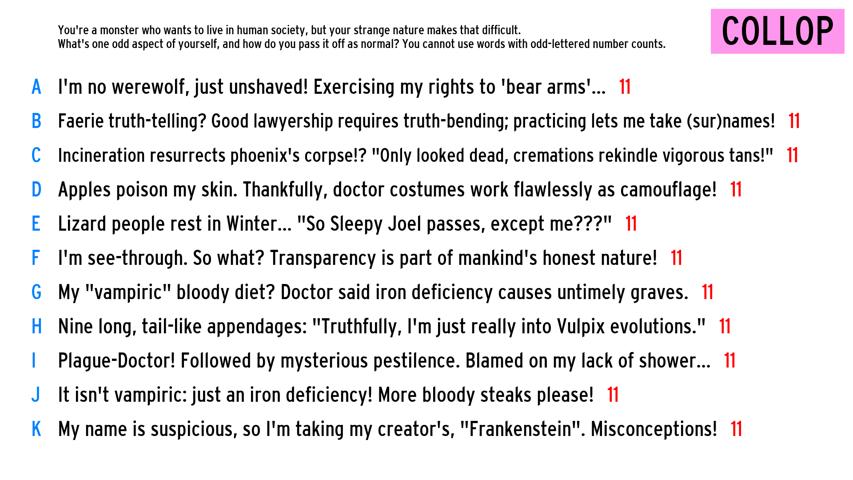 You're a monster who wants to live in human society, but your strange nature makes that difficult.
What's one odd aspect of yourself, and how do you pass it off as normal? You cannot use words with odd-lettered number counts.
COLLOP
A I'm no werewolf, just unshaved! Exercising my rights to 'bear arms'... 11
B Faerie truth-telling? Good lawyership requires truth-bending; practicing lets me take (sur)names! 11
C Incineration resurrects phoenix's corpse!? "Only looked dead, cremations rekindle vigorous tans!" 11
D Apples poison my skin. Thankfully, doctor costumes work flawlessly as camouflage! 11
E Lizard people rest in Winter... "So Sleepy Joel passes, except me???" 11
F I'm see-through. So what? Transparency is part of mankind's honest nature! 11
G My "vampiric" bloody diet? Doctor said iron deficiency causes untimely graves. 11
H Nine long, tail-like appendages: "Truthfully, I'm just really into Vulpix evolutions." 11
I Plague-Doctor! Followed by mysterious pestilence. Blamed on my lack of shower... 11
J It isn't vampiric: just an iron deficiency! More bloody steaks please! 11
K My name is suspicious, so I'm taking my creator's, "Frankenstein". Misconceptions! 11